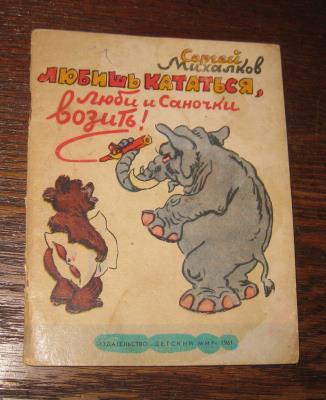 Сергей
Михалков
ЛЮБИШЬ КАТАТЬСЯ,
люби и саночки
возить!
ИЗДАТЕЛЬСТВО «ДЕТСКИЙ МИР» 1961